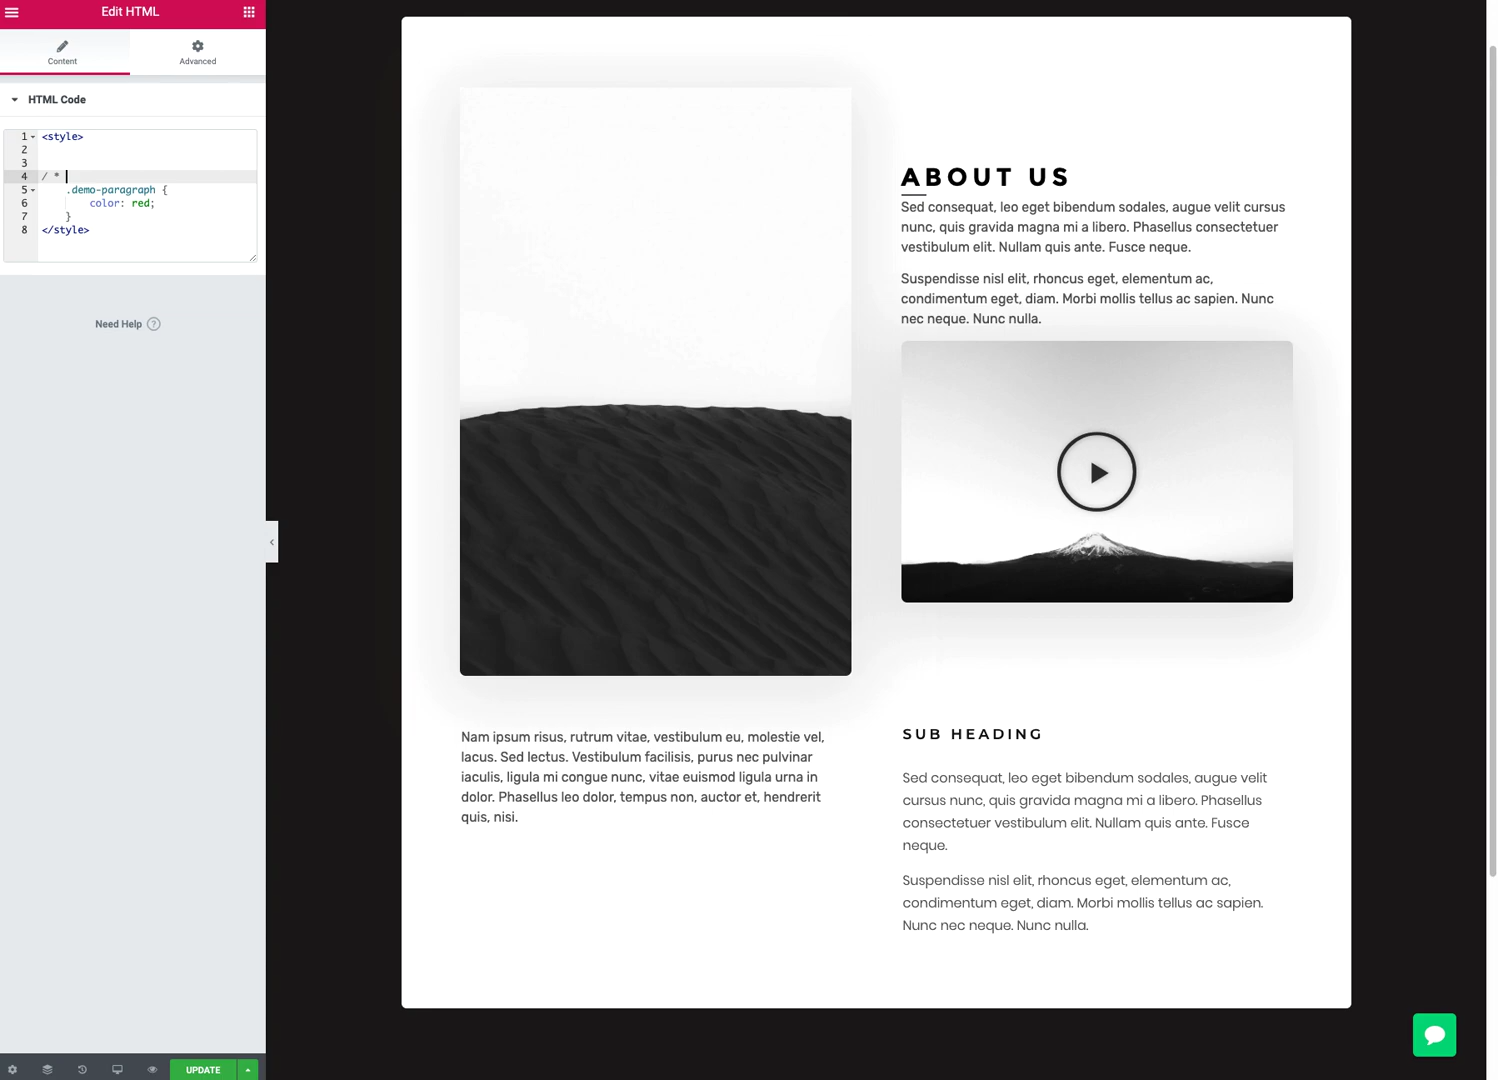 Edit HTML
Content
Advanced
HTML Code
1 <style>
2
3
4 / *
5 .demo-paragraph {
6 color: red;
7 }
8 </style>
Need Help ?
UPDATE
ABOUT US
Sed consequat, leo eget bibendum sodales, augue velit cursus
nunc, quis gravida magna mi a libero. Phasellus consectetuer
vestibulum elit. Nullam quis ante. Fusce neque.
Suspendisse nisl elit, rhoncus eget, elementum ac,
condimentum eget, diam. Morbi mollis tellus ac sapien. Nunc
nec neque. Nunc nulla.
Nam ipsum risus, rutrum vitae, vestibulum eu, molestie vel,
lacus. Sed lectus. Vestibulum facilisis, purus nec pulvinar
iaculis, ligula mi congue nunc, vitae euismod ligula urna in
dolor. Phasellus leo dolor, tempus non, auctor et, hendrerit
quis, nisi.
SUB HEADING
Sed consequat, leo eget bibendum sodales, augue velit
cursus nunc, quis gravida magna mi a libero. Phasellus
consectetuer vestibulum elit. Nullam quis ante. Fusce
neque.
Suspendisse nisl elit, rhoncus eget, elementum ac,
condimentum eget, diam. Morbi mollis tellus ac sapien.
Nunc nec neque. Nunc nulla.